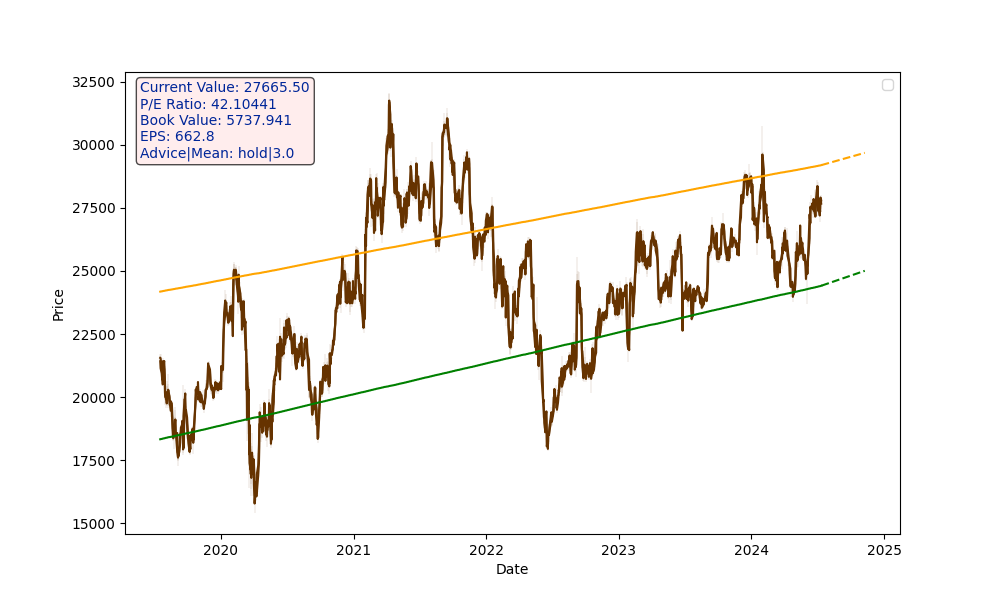 32500
30000
27500
25000
22500
20000
17500
15000
Price
Current Value: 27665.50
P/E Ratio: 42.10441
Book Value: 5737.941
EPS: 662.8
Advice|Mean: hold|3.0
2020 2021 2022 2023 2024 2025
Date